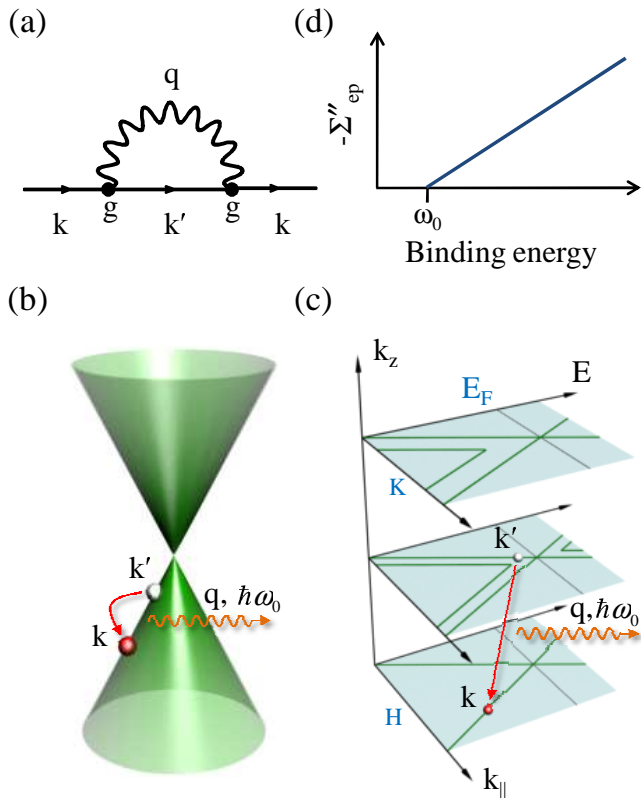 (a)
q
k
g
k′
g
k
(d)
-Σ″ep
ω0
Binding energy
(b)
k′
k
q, ħω0
(c)
kz
E
EF
K
k′
q,ħω0
k
H
k||